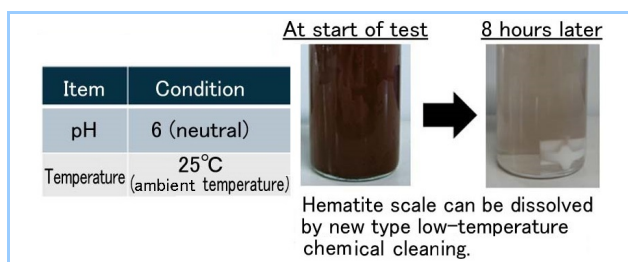 At start of test
8 hours later
Item Condition
pH 6 (neutral)
Temperature 25℃
(ambient temperature)
Hematite scale can be dissolved
by new type low-temperature
chemical cleaning.